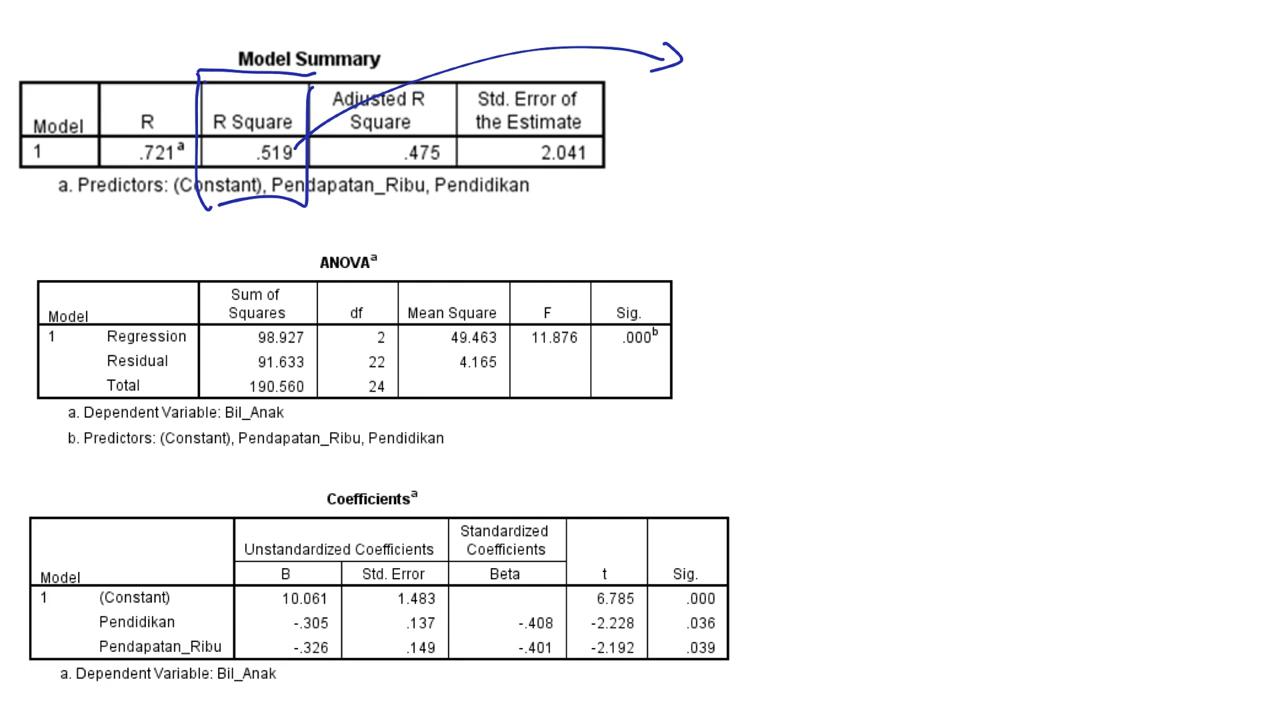 Model Summary
Model R R Square Adjusted R Square Std. Error of the Estimate
1 .721a .519 .475 2.041
a. Predictors: (Constant), Pendapatan_Ribu, Pendidikan
ANOVAa
Model Sum of Squares df Mean Square F Sig.
1 Regression 98.927 2 49.463 11.876 .000b
Residual 91.633 22 4.165
Total 190.560 24
a. Dependent Variable: Bil_Anak
b. Predictors: (Constant), Pendapatan_Ribu, Pendidikan
Coefficientsa
Unstandardized Coefficients Standardized Coefficients
Model B Std. Error Beta t Sig.
1 (Constant) 10.061 1.483 6.785 .000
Pendidikan -.305 .137 -.408 -2.228 .036
Pendapatan_Ribu -.326 .149 -.401 -2.192 .039
a. Dependent Variable: Bil_Anak